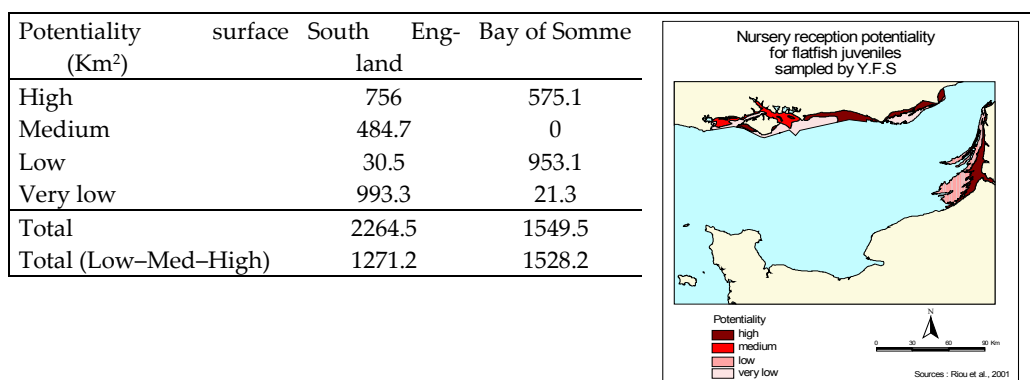 Potentiality surface South Eng- Bay of Somme
(Km²) land
High 756 575.1
Medium 484.7 0
Low 30.5 953.1
Very low 993.3 21.3
Total 2264.5 1549.5
Total (Low–Med–High) 1271.2 1528.2
Nursery reception potentiality
for flatfish juveniles
sampled by Y.F.S
Potentiality
high
medium
low
very low
N
0 30 60 90 Km
Sources : Riou et al., 2001